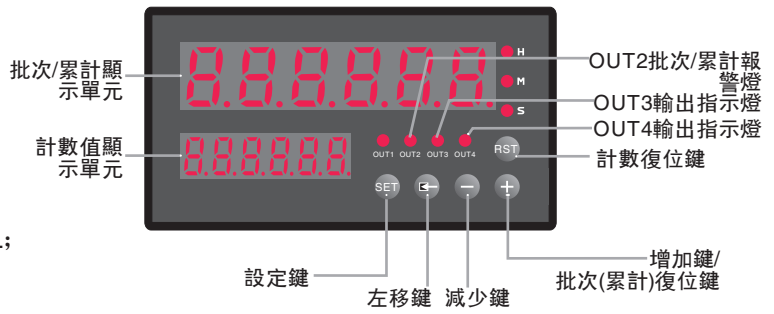 批次/累計顯
示單元
計數值顯
示單元
H
M
S
OUT1 OUT2 OUT3 OUT4
RST
SET
OUT2批次/累計報
警燈
OUT3輸出指示燈
OUT4輸出指示燈
計數復位鍵
設定鍵
左移鍵
減少鍵
增加鍵/
批次(累計)復位鍵